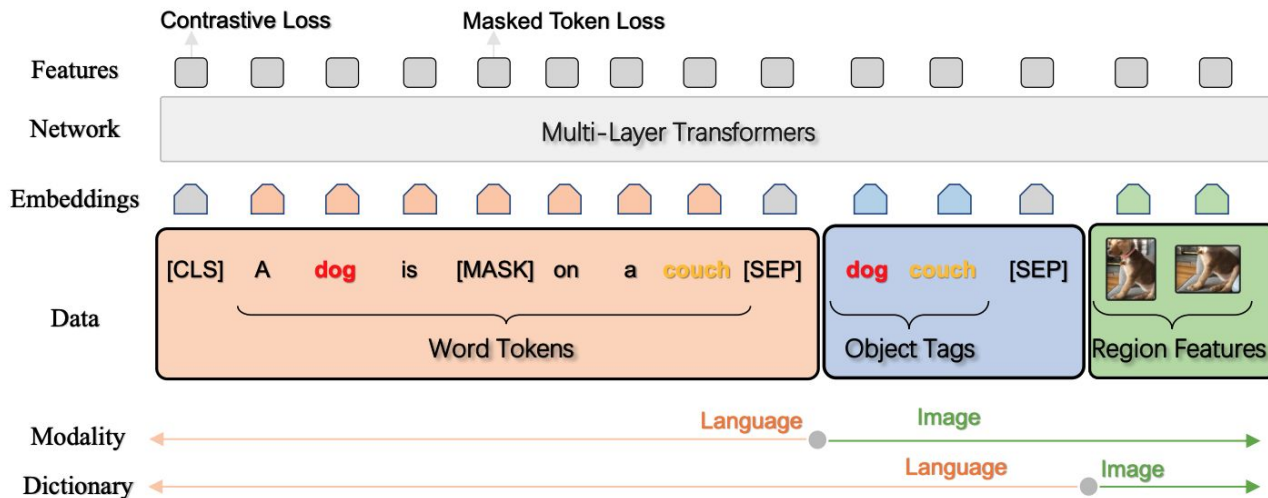 Contrastive Loss Masked Token Loss
Features
Network Multi-Layer Transformers
Embeddings
[CLS] A dog is [MASK] on a couch [SEP] dog couch [SEP]
Data
Word Tokens Object Tags Region Features
Language Image
Modality
Language Image
Dictionary